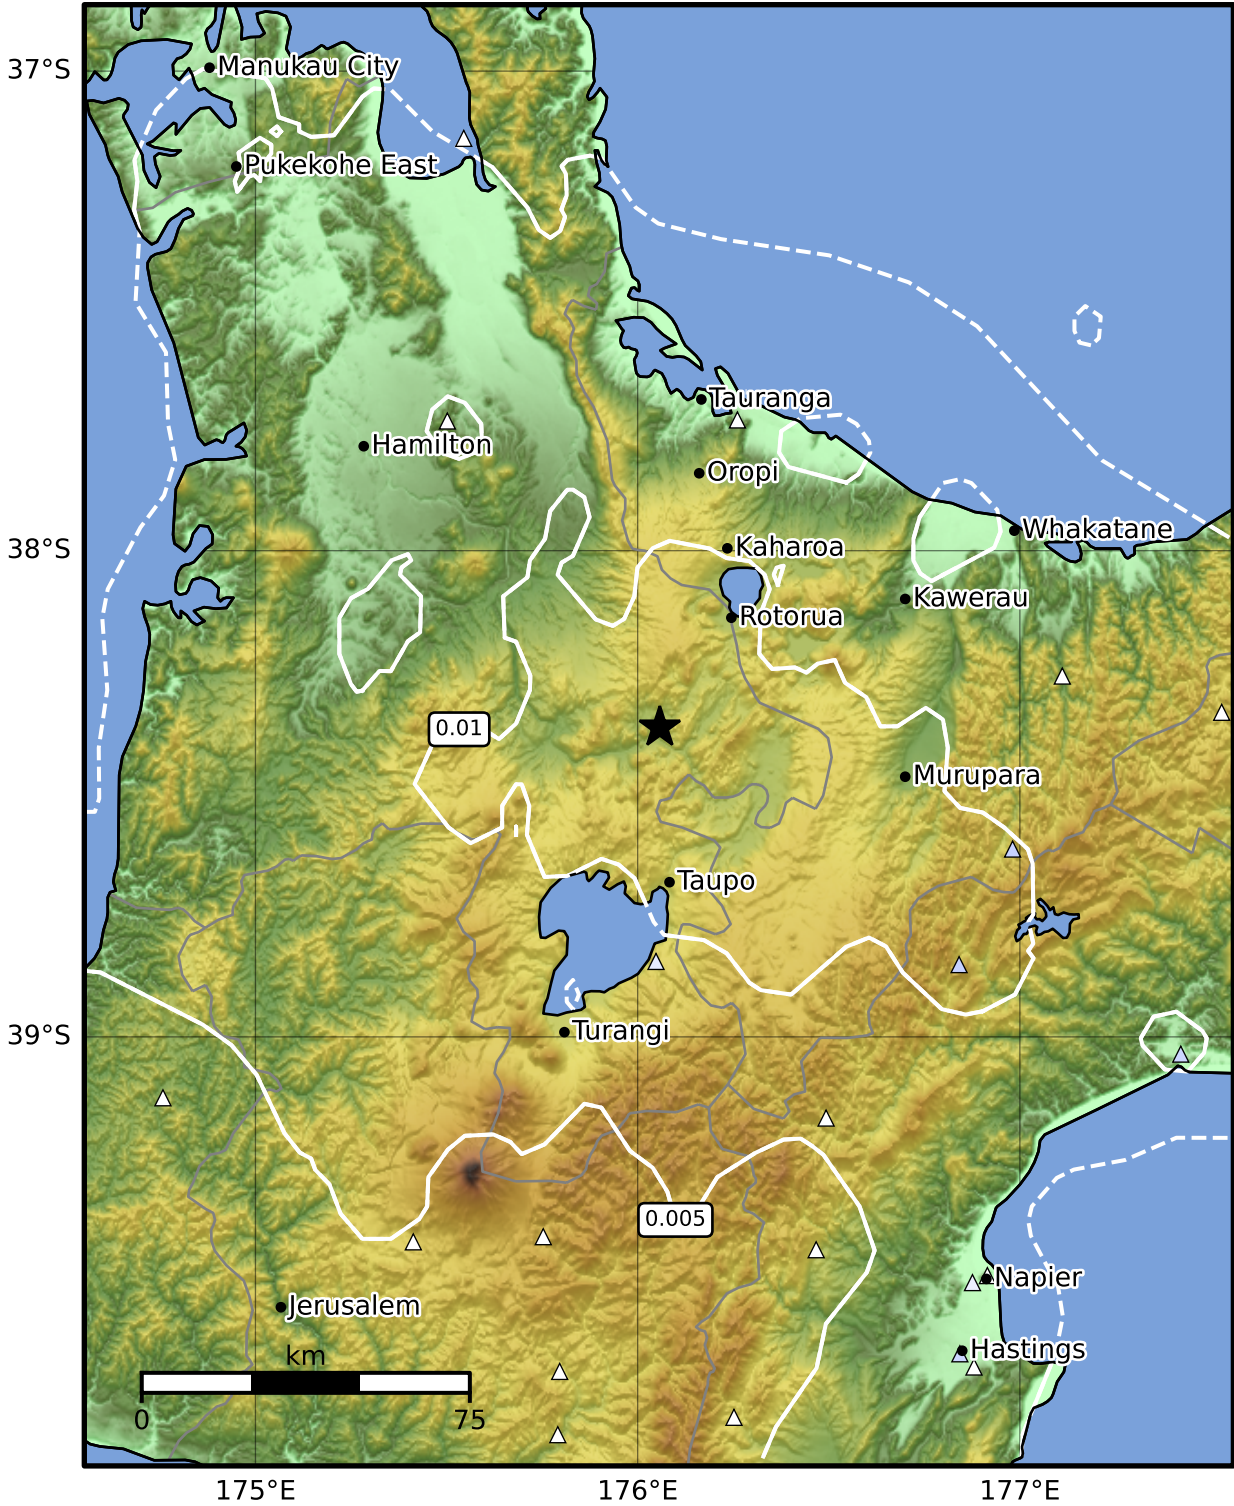 37°S
Manukau City
Pukekohe East
Tauranga
Hamilton
Oropi
Whakatane
38°S
Kaharoa
Kawerau
Rotorua
0.01
Murupara
Taupo
39°S
Turangi
0.005
Napier
Jerusalem
Hastings
km
0
75
175°E
176°E
177°E